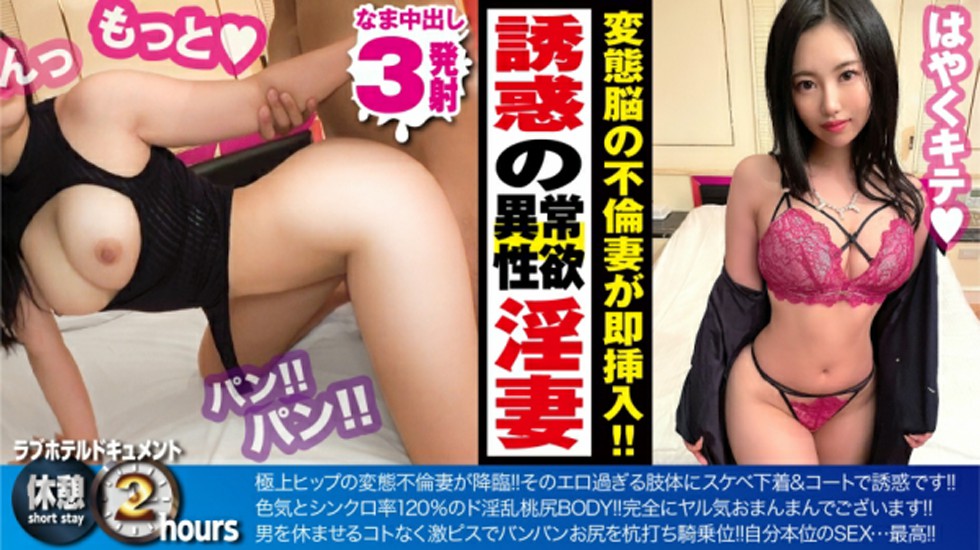 んっ
もっと♥
なま中出し
3発射
パン!!
パン!!
変態脳の不倫妻が即挿入!!
誘惑の異常性欲淫妻
はやくキテ♥
ラブホテルドキュメント
休憩
short stay
2
hours
極上ヒップの変態不倫妻が降臨!!そのエロ過ぎる肢体にスケベ下着&コートで誘惑です!!
色気とシンクロ率120%のド淫乱桃尻BODY!!完全にヤル気おまんまんでございます!!
男を休ませるコトなく激ピスでバンバンお尻を杭打ち騎乗位!!自分本位のSEX…最高!!